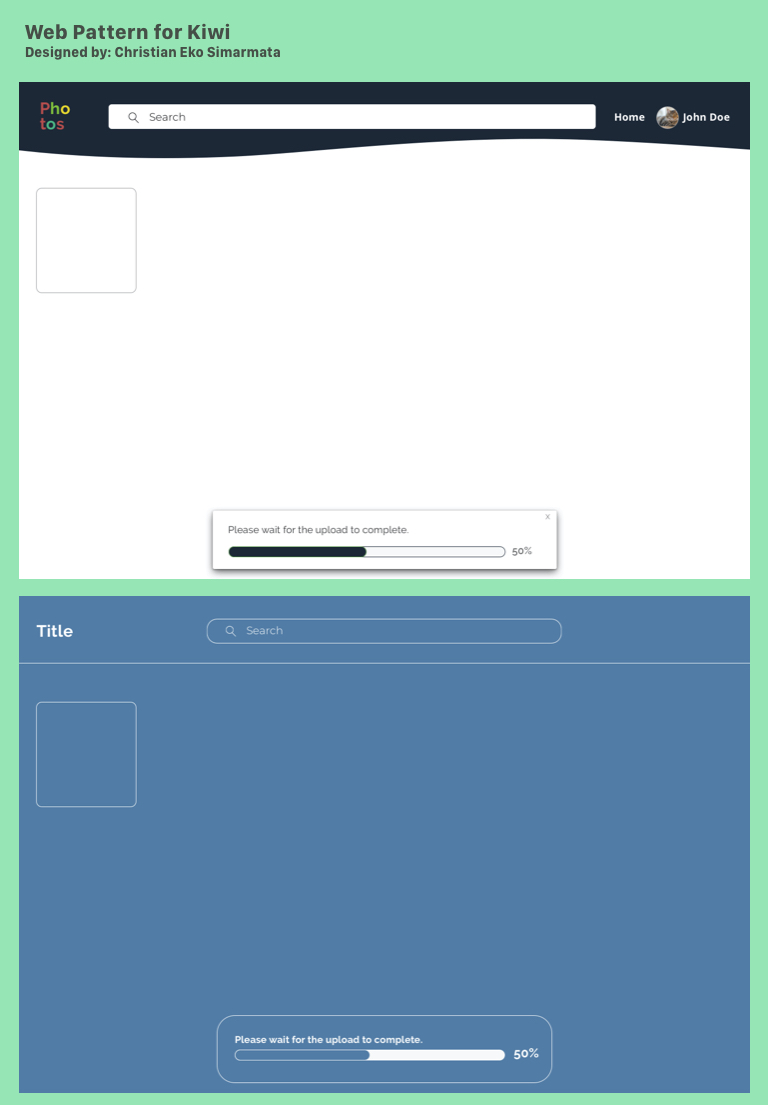 Web Pattern for Kiwi
Designed by: Christian Eko Simarmata
Pho
tos
Search
Home
John Doe
x
Please wait for the upload to complete.
50%
Title
Search
Please wait for the upload to complete.
50%